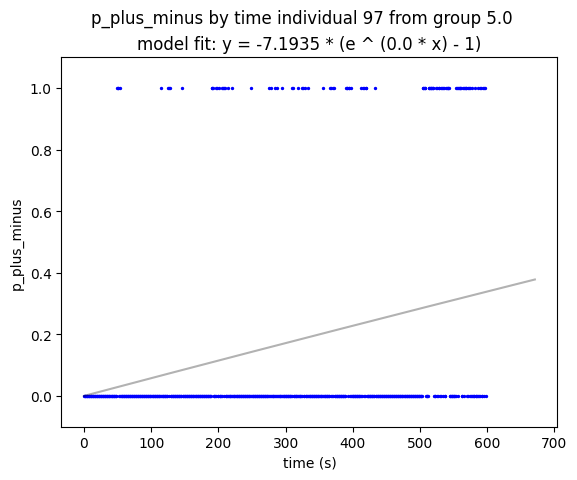 p_plus_minus by time individual 97 from group 5.0
model fit: y = -7.1935 * (e ^ (0.0 * x) - 1)
1.0
0.8
0.6
0.4
0.2
0.0
p_plus_minus
0 100 200 300 400 500 600 700
time (s)